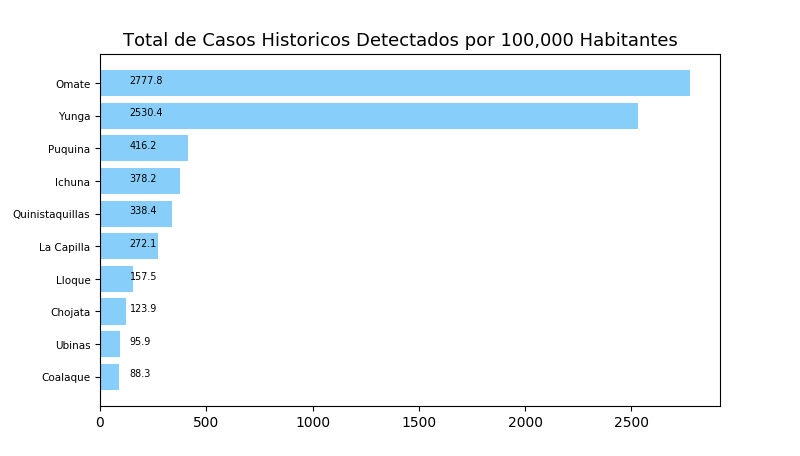 Total de Casos Historicos Detectados por 100,000 Habitantes
Omate 2777.8
Yunga 2530.4
Puquina 416.2
Ichuna 378.2
Quinistaquillas 338.4
La Capilla 272.1
Lloque 157.5
Chojata 123.9
Ubinas 95.9
Coalaque 88.3
0 500 1000 1500 2000 2500